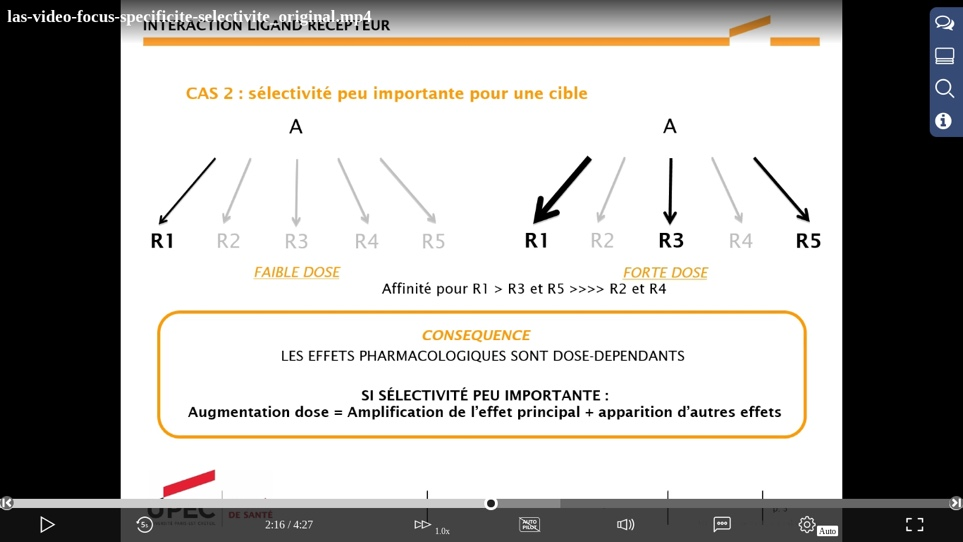 las-video-focus-specificite-selectivite_original.mp4
INTERACTION LIGAND RECEPTEUR
CAS 2 : sélectivité peu importante pour une cible
A A
R1 R2 R3 R4 R5 R1 R2 R3 R4 R5
FAIBLE DOSE FORTE DOSE
Affinité pour R1 > R3 et R5 >>>> R2 et R4
CONSEQUENCE
LES EFFETS PHARMACOLOGIQUES SONT DOSE-DEPENDANTS
SI SÉLECTIVITÉ PEU IMPORTANTE :
Augmentation dose = Amplification de l'effet principal + apparition d'autres effets
UPEC
DE SANTÉ
5s 2:16 / 4:27 1.0x AUTO PILOT Auto